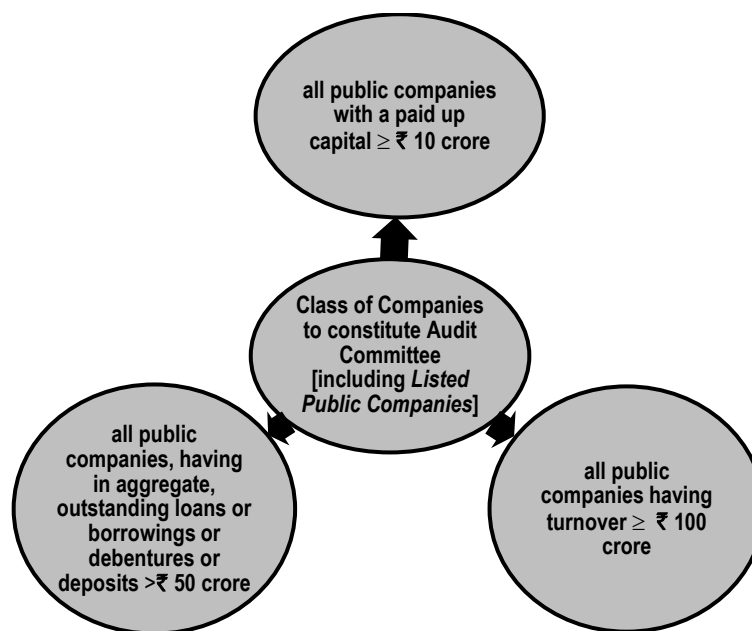 all public companies
with a paid up
capital ≥ ₹ 10 crore
Class of Companies
to constitute Audit
Committee
[including Listed
Public Companies]
all public
companies, having
in aggregate,
outstanding loans or
borrowings or
debentures or
deposits >₹ 50 crore
all public
companies having
turnover ≥ ₹ 100
crore